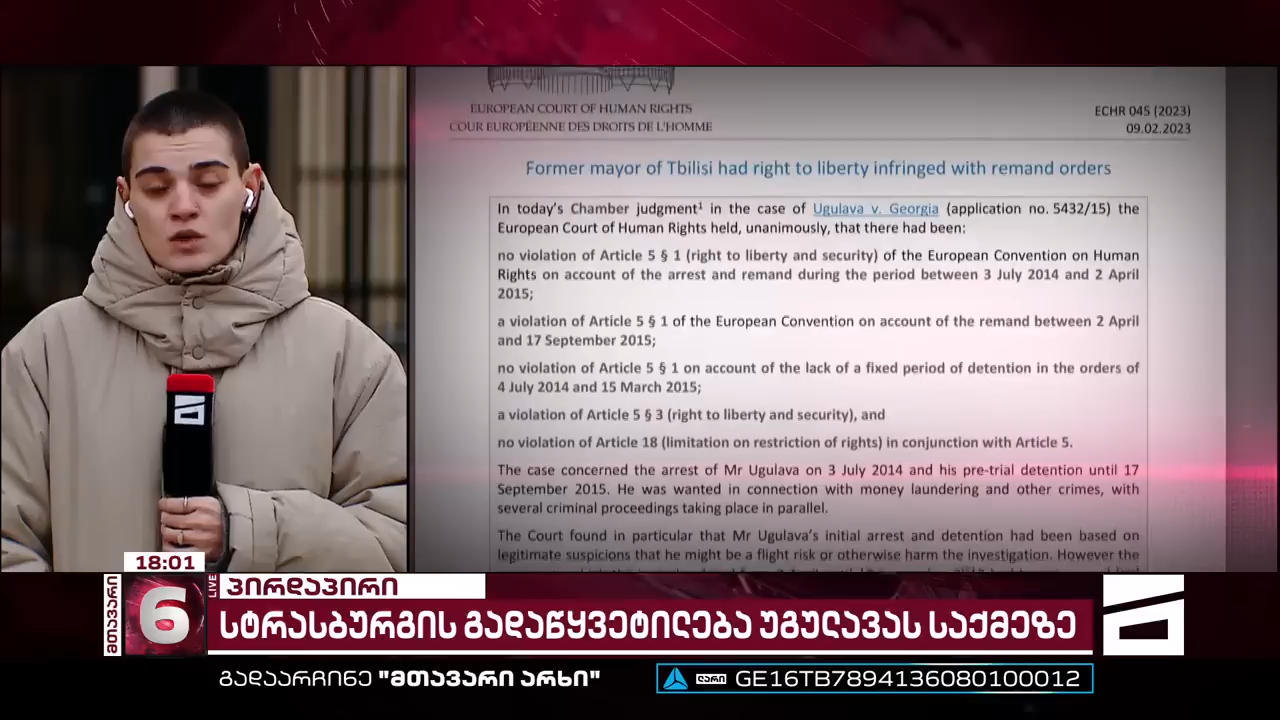 EUROPEAN COURT OF HUMAN RIGHTS
COUR EUROPÉENNE DES DROITS DE L'HOMME
ECHR 045 (2023)
09.02.2023
Former mayor of Tbilisi had right to liberty infringed with remand orders
In today's Chamber judgment¹ in the case of Ugulava v. Georgia (application no. 5432/15) the
European Court of Human Rights held, unanimously, that there had been:
no violation of Article 5 § 1 (right to liberty and security) of the European Convention on Human
Rights on account of the arrest and remand during the period between 3 July 2014 and 2 April
2015;
a violation of Article 5 § 1 of the European Convention on account of the remand between 2 April
and 17 September 2015;
no violation of Article 5 § 1 on account of the lack of a fixed period of detention in the orders of
4 July 2014 and 15 March 2015;
a violation of Article 5 § 3 (right to liberty and security), and
no violation of Article 18 (limitation on restriction of rights) in conjunction with Article 5.
The case concerned the arrest of Mr Ugulava on 3 July 2014 and his pre-trial detention until 17
September 2015. He was wanted in connection with money laundering and other crimes, with
several criminal proceedings taking place in parallel.
The Court found in particular that Mr Ugulava's initial arrest and detention had been based on
legitimate suspicions that he might be a flight risk or otherwise harm the investigation. However the
18:01
მთავარი
6
LIVE
პირდაპირი
სტრასბურგის გადაწყვეტილება უგულავას საქმეზე
გადაარჩინე "მთავარი არხი"
ლარი GE16TB7894136080100012